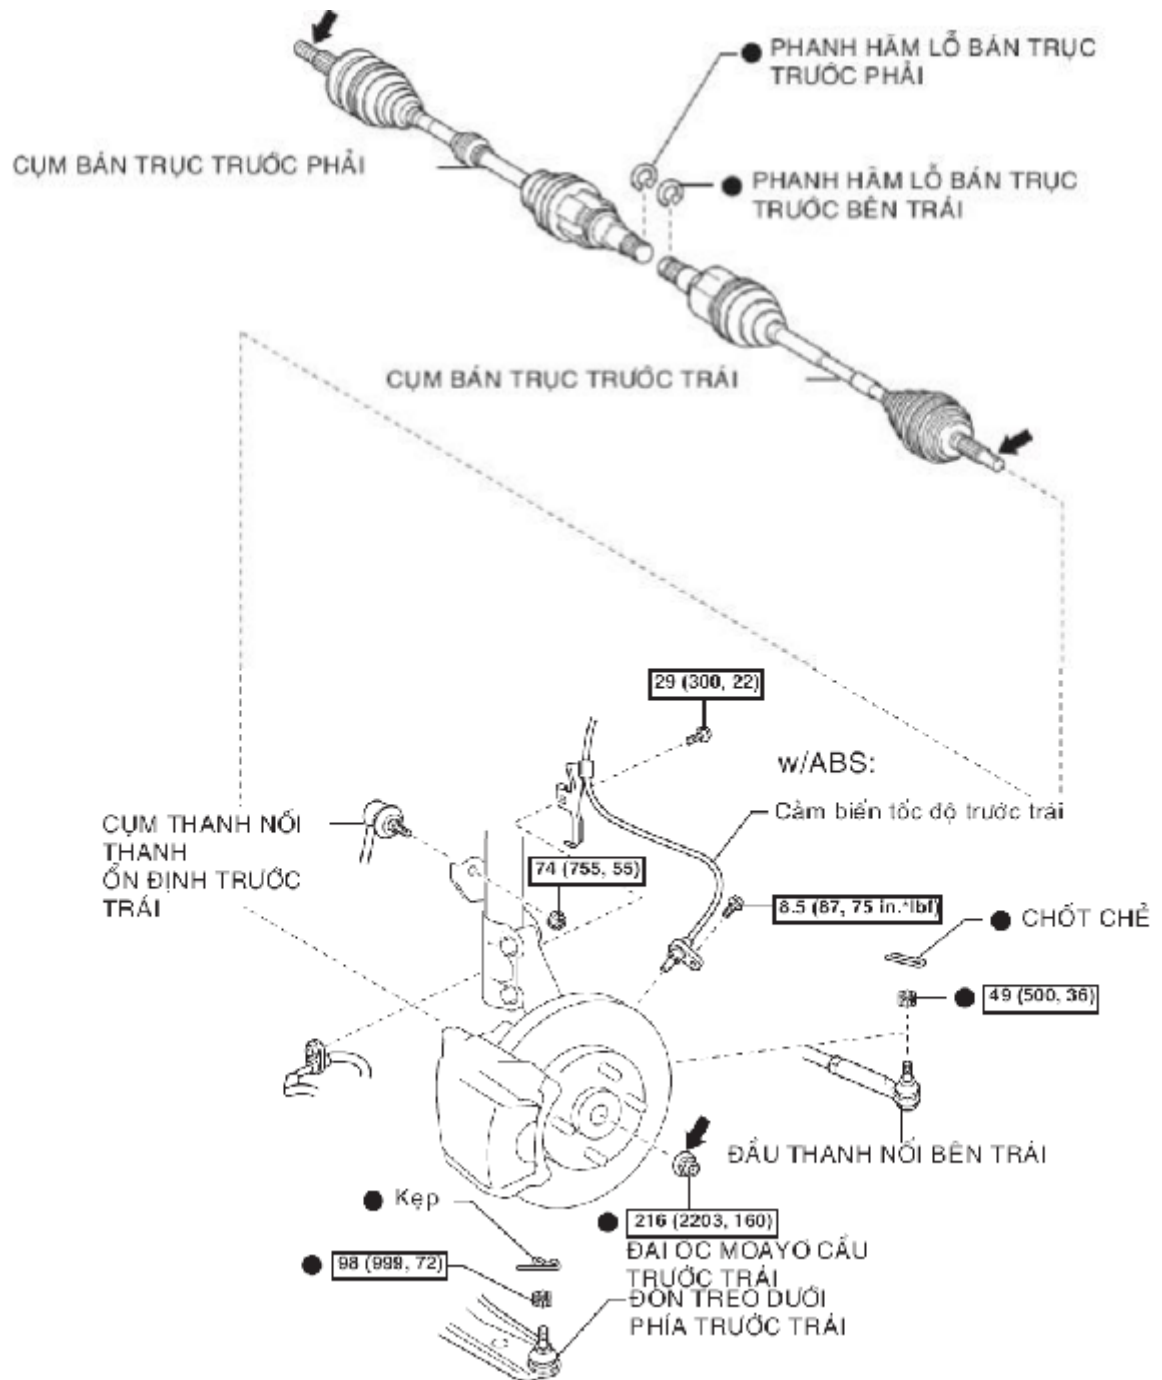 ● PHANH HÃM LỖ BÁN TRỤC
TRƯỚC PHẢI
CỤM BÁN TRỤC TRƯỚC PHẢI
● PHANH HÃM LỖ BÁN TRỤC
TRƯỚC BÊN TRÁI
CỤM BÁN TRỤC TRƯỚC TRÁI
29 (300, 22)
w/ABS:
Cảm biến tốc độ trước trái
CỤM THANH NỐI
THANH
ỔN ĐỊNH TRƯỚC
TRÁI
74 (755, 55)
8.5 (87, 75 in.*lbf)
● CHỐT CHẺ
● 49 (500, 36)
ĐẦU THANH NỐI BÊN TRÁI
● Kẹp
● 216 (2203, 160)
ĐAI ỐC MOAYƠ CẦU
TRƯỚC TRÁI
● 98 (999, 72)
ĐÒN TREO DƯỚI
PHÍA TRƯỚC TRÁI